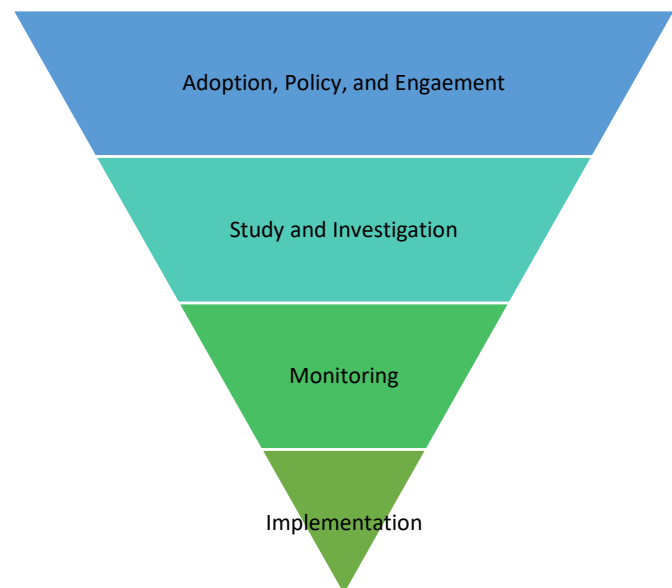 Adoption, Policy, and Engaement
Study and Investigation
Monitoring
Implementation